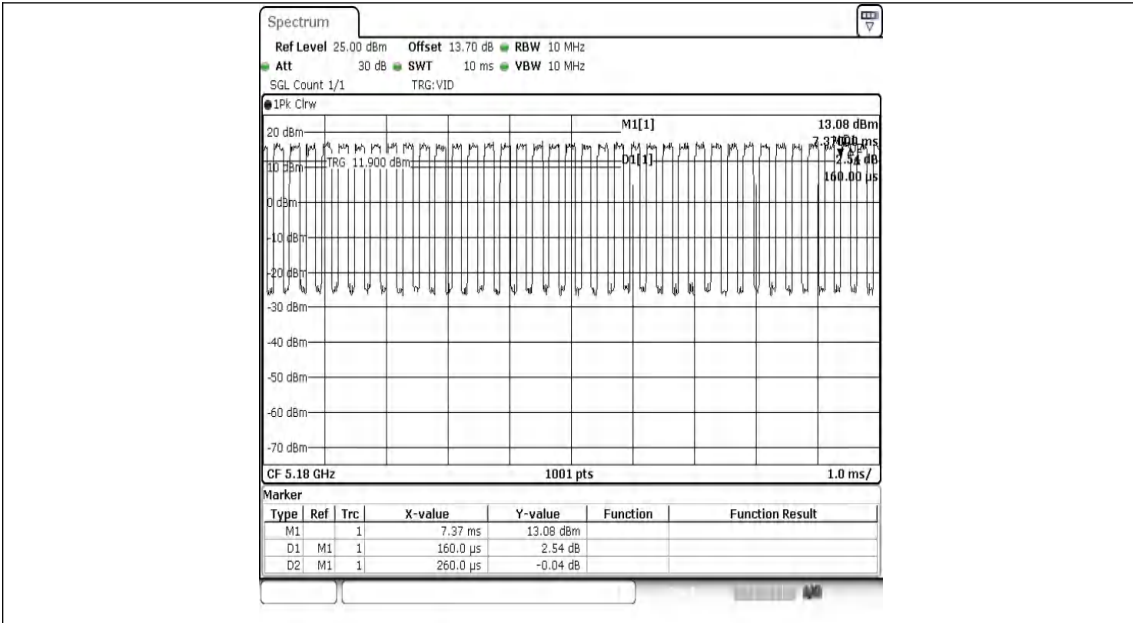 Spectrum
Ref Level 25.00 dBm Offset 13.70 dB RBW 10 MHz
Att 30 dB SWT 10 ms VBW 10 MHz
SGL Count 1/1 TRG:VID
1Pk Clrw
M1[1] 13.08 dBm
20 dBm
D1[1] 2.54 dB
10 dBm TRG 11.900 dBm
160.00 µs
0 dBm
-10 dBm
-20 dBm
-30 dBm
-40 dBm
-50 dBm
-60 dBm
-70 dBm
CF 5.18 GHz 1001 pts 1.0 ms/
Marker
Type Ref Trc X-value Y-value Function Function Result
M1 1 7.37 ms 13.08 dBm
D1 M1 1 160.0 µs 2.54 dB
D2 M1 1 260.0 µs -0.04 dB